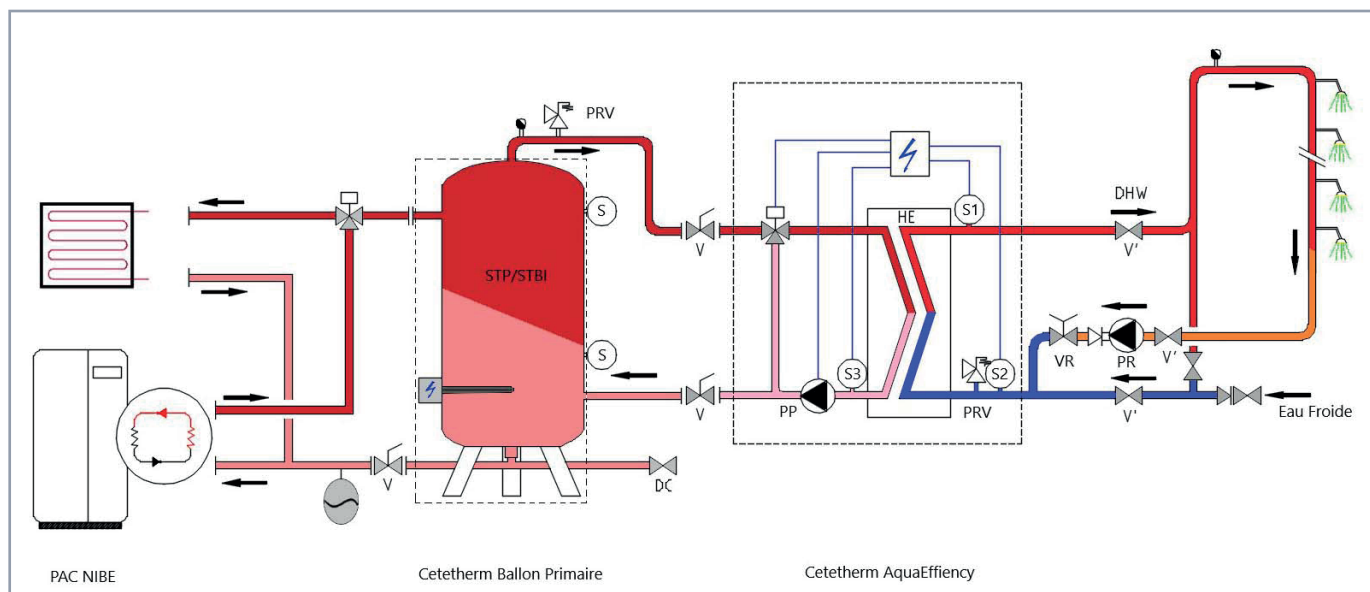 PRV
S
STP/STBI
S
V
V
V
DC
HE
S1
S2
S3
PP
PRV
DHW
V'
VR
PR
V'
V'
Eau Froide
PAC NIBE
Cetetherm Ballon Primaire
Cetetherm AquaEffiency